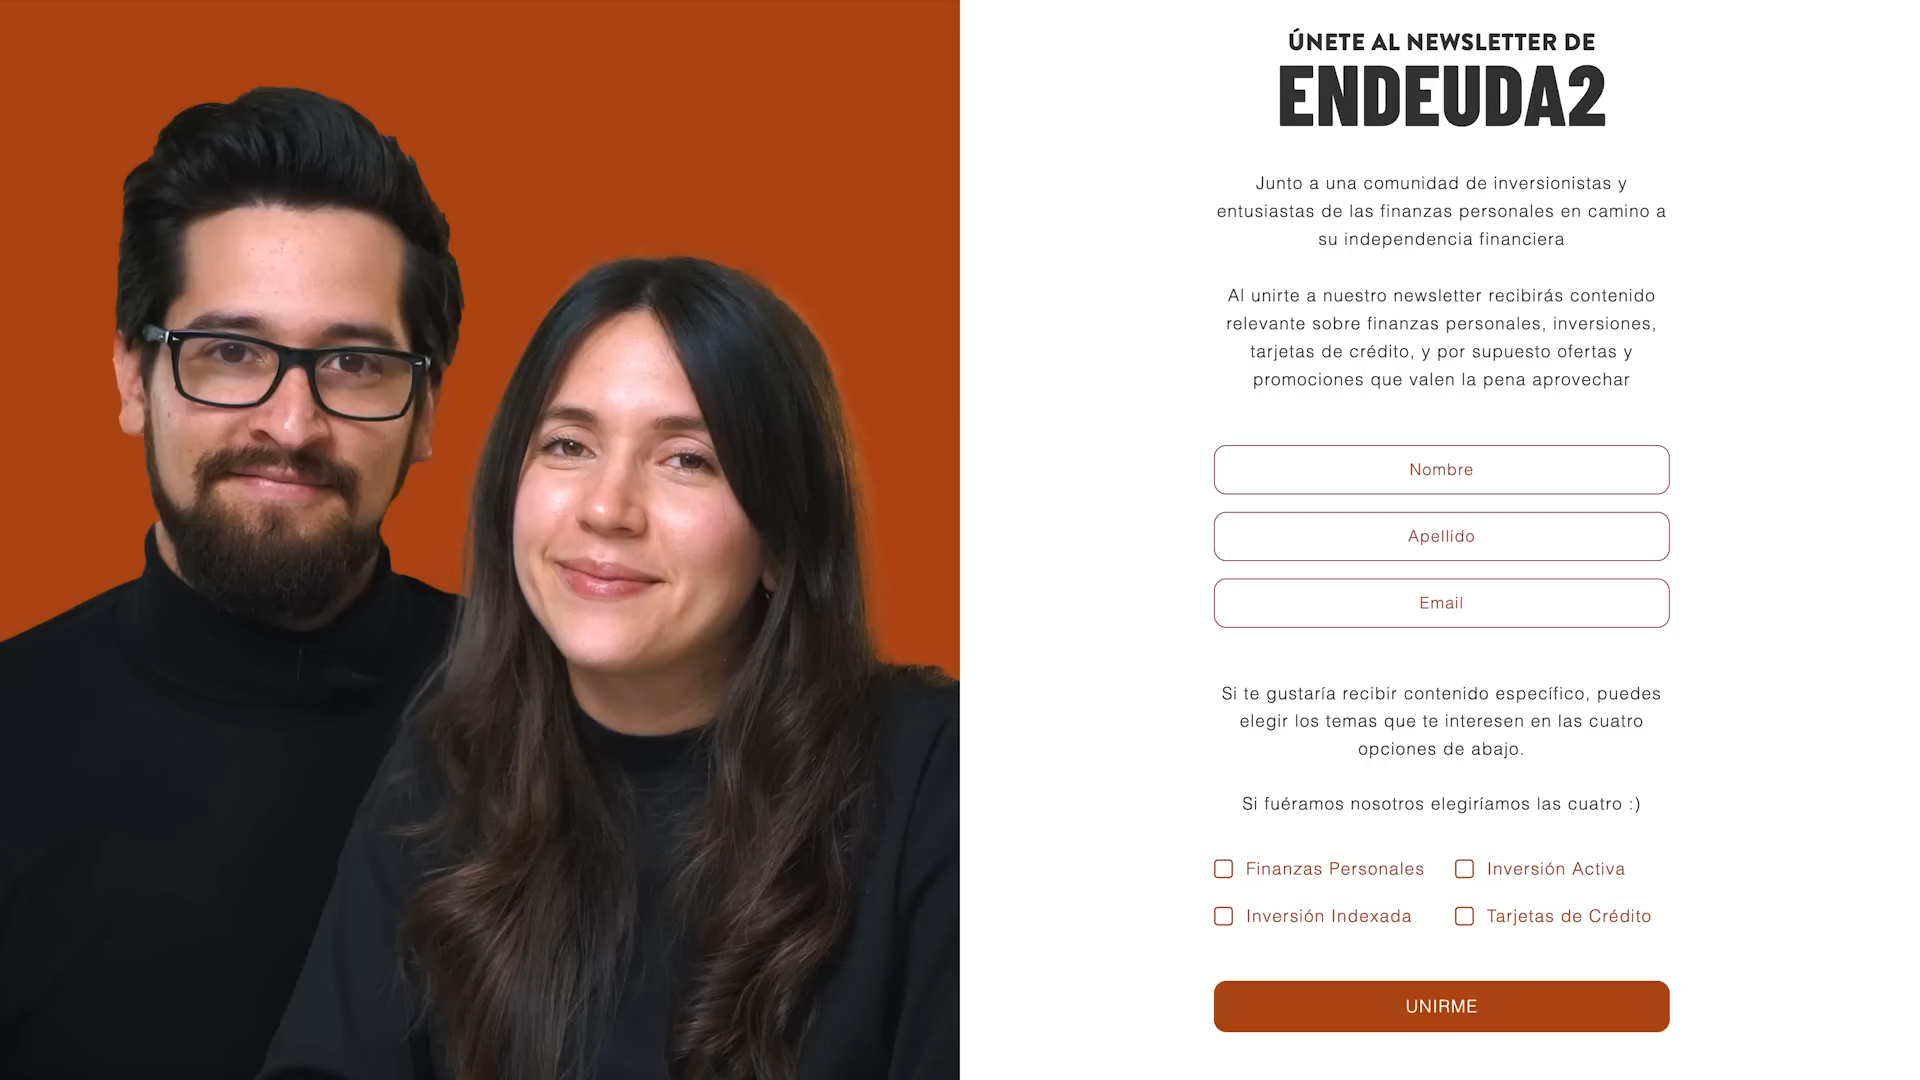 ÚNETE AL NEWSLETTER DE
ENDEUDA2
Junto a una comunidad de inversionistas y
entusiastas de las finanzas personales en camino a
su independencia financiera
Al unirte a nuestro newsletter recibirás contenido
relevante sobre finanzas personales, inversiones,
tarjetas de crédito, y por supuesto ofertas y
promociones que valen la pena aprovechar
Nombre
Apellido
Email
Si te gustaría recibir contenido específico, puedes
elegir los temas que te interesen en las cuatro
opciones de abajo.
Si fuéramos nosotros elegiríamos las cuatro :)
Finanzas Personales
Inversión Activa
Inversión Indexada
Tarjetas de Crédito
UNIRME